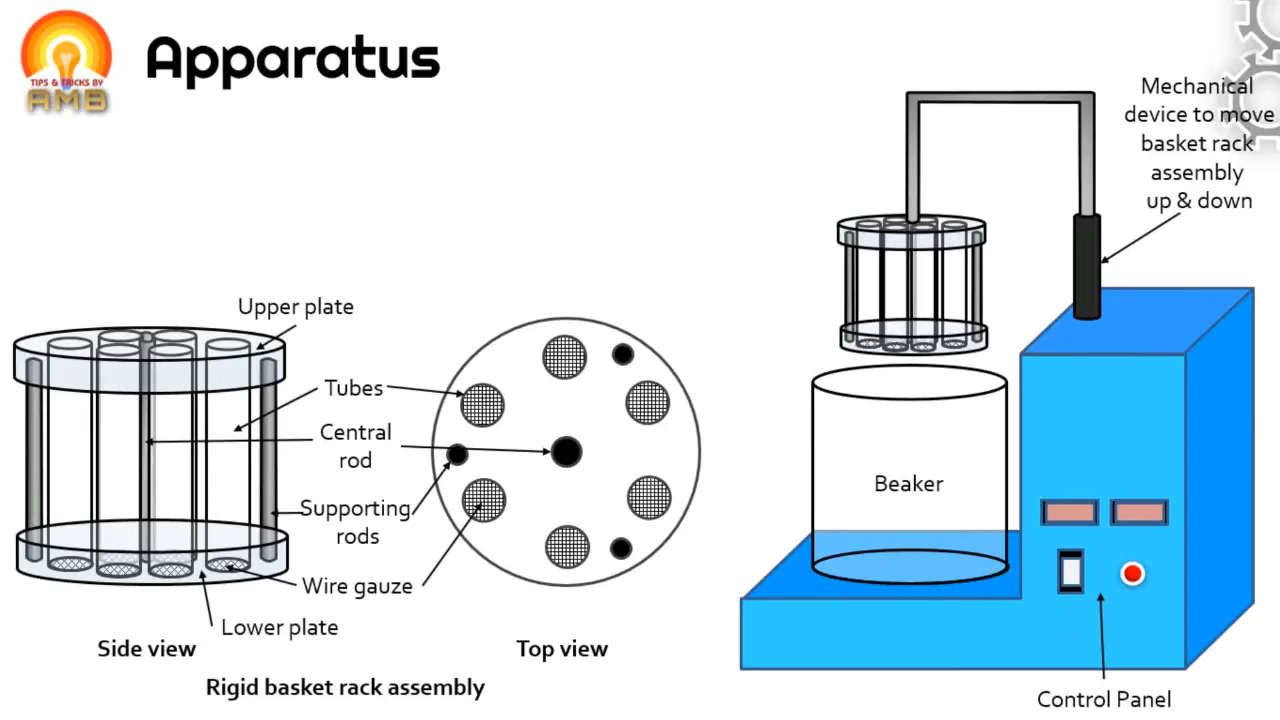 TIPS & TRICKS BY
AMB
Apparatus
Mechanical
device to move
basket rack
assembly
up & down
Upper plate
Tubes
Central
rod
Supporting
rods
Wire gauze
Lower plate
Side view
Top view
Rigid basket rack assembly
Beaker
Control Panel